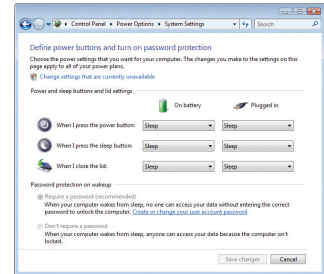 Control Panel ▸ Power Options ▸ System Settings
Search
Define power buttons and turn on password protection
Choose the power settings that you want for your computer. The changes you make to the settings on this
page apply to all of your power plans.
Change settings that are currently unavailable
Power and sleep buttons and lid settings
On battery Plugged in
When I press the power button: Sleep Sleep
When I press the sleep button: Sleep Sleep
When I close the lid: Sleep Sleep
Password protection on wakeup
Require a password (recommended)
When your computer wakes from sleep, no one can access your data without entering the correct
password to unlock the computer. Create or change your user account password
Don't require a password
When your computer wakes from sleep, anyone can access your data because the computer isn't
locked.
Save changes Cancel